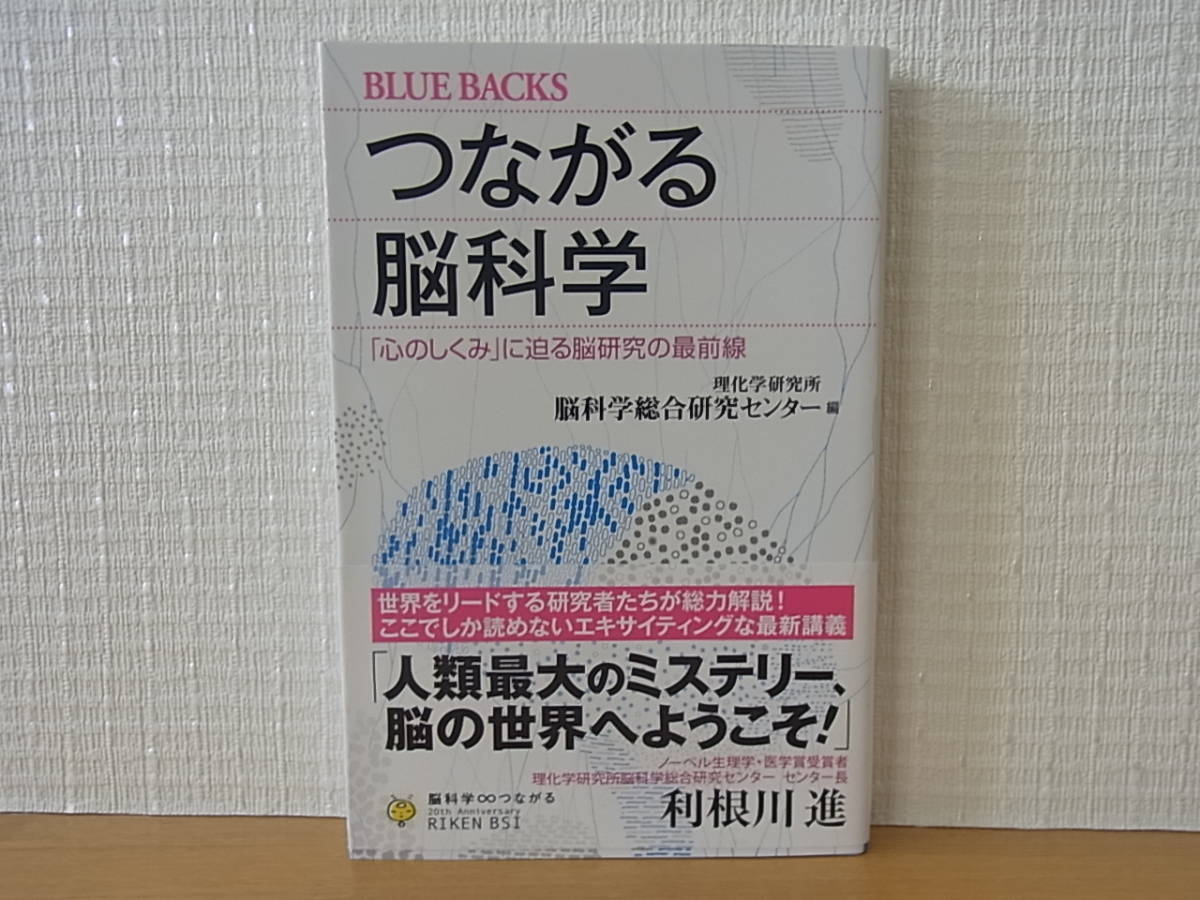 BLUE BACKS
つながる
脳科学
「心のしくみ」に迫る脳研究の最前線
理化学研究所
脳科学総合研究センター 編
世界をリードする研究者たちが総力解説!
ここでしか読めないエキサイティングな最新講義
「人類最大のミステリー、
脳の世界へようこそ!」
ノーベル生理学・医学賞受賞者
理化学研究所脳科学総合研究センター センター長
利根川 進
脳科学∞つながる
20th Anniversary
RIKEN BSI